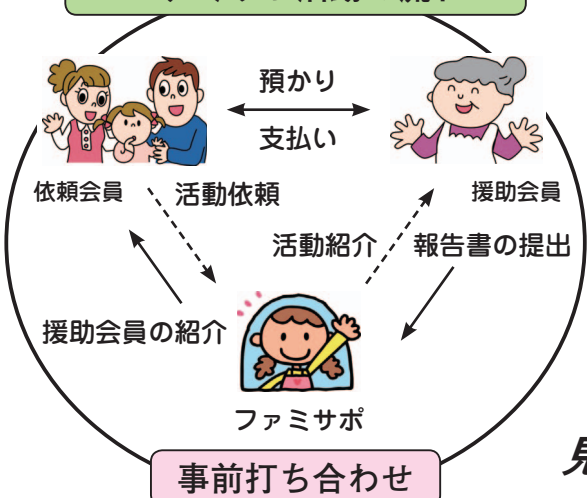 預かり
支払い
依頼会員
援助会員
活動依頼
活動紹介
報告書の提出
援助会員の紹介
ファミサポ
事前打ち合わせ